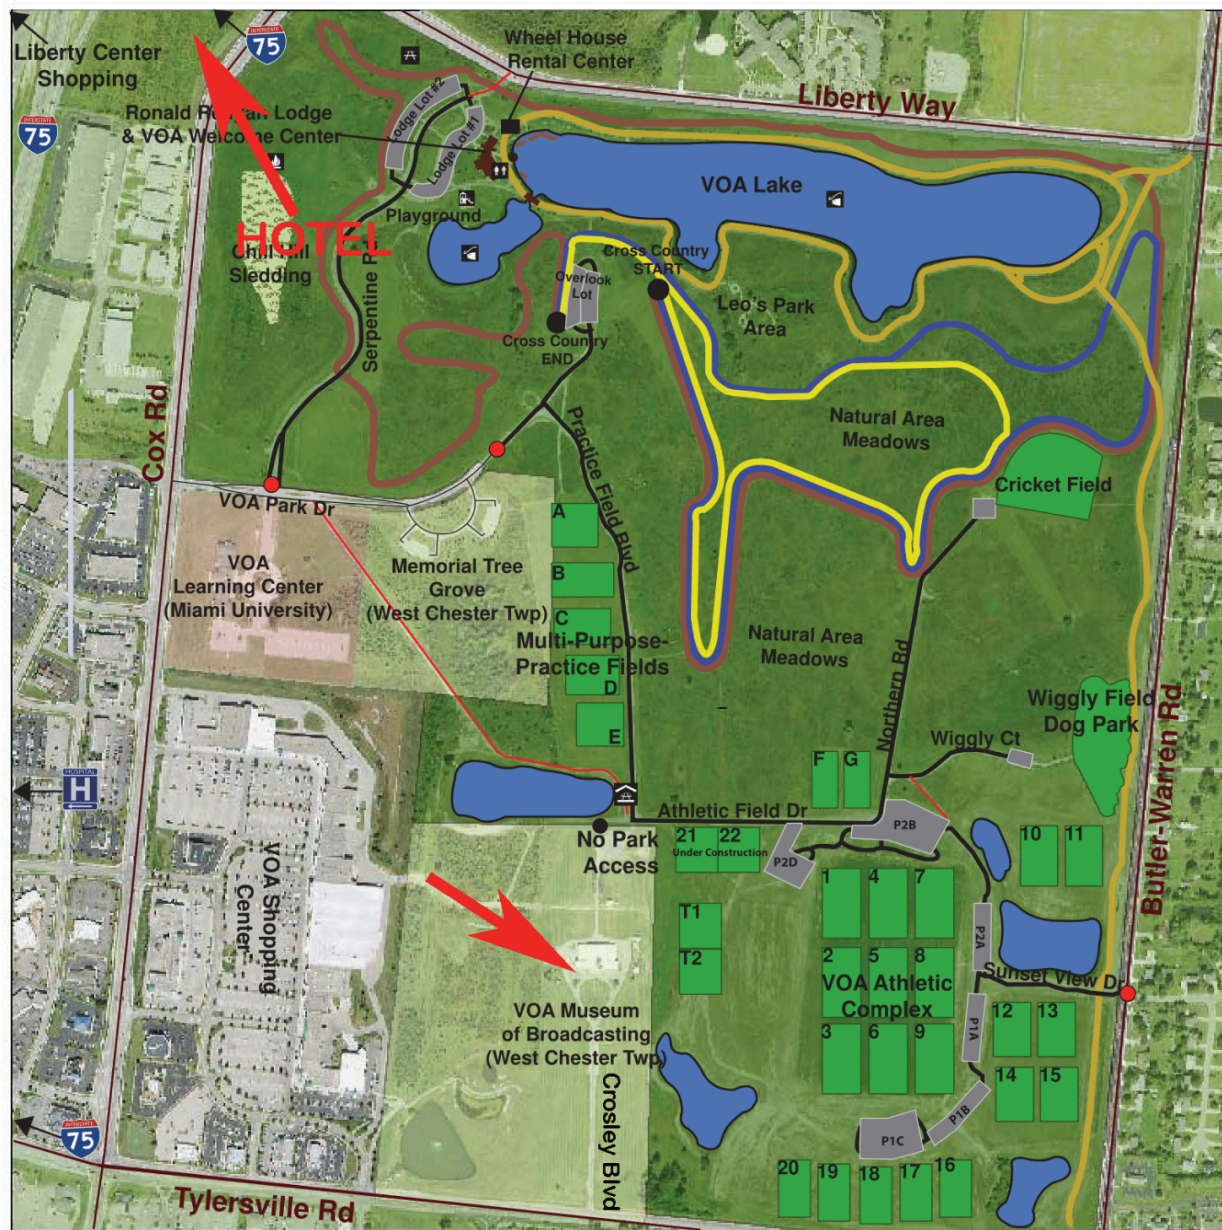 INTERSTATE
75
Liberty Center
Shopping
INTERSTATE
75
Wheel House
Rental Center
Liberty Way
Lodge Lot #2
Lodge Lot #1
Ronald Reagan Lodge
& VOA Welcome Center
VOA Lake
Playground
HOTEL
Chill Hill
Sledding
Serpentine Rd
Cross Country
START
Overlook
Lot
Leo's Park
Area
Cross Country
END
Cox Rd
Natural Area
Meadows
Practice Field Blvd
Cricket Field
VOA Park Dr
VOA
Learning Center
(Miami University)
Memorial Tree
Grove
(West Chester Twp)
A
B
C
Multi-Purpose-
Practice Fields
D
E
Natural Area
Meadows
Northern Rd
Wiggly Field
Dog Park
Wiggly Ct
Butler-Warren Rd
HOSPITAL
H
F
G
Athletic Field Dr
No Park
Access
21
22
Under Construction
P2D
P2B
10
11
VOA Shopping
Center
1
4
7
T1
T2
2
5
8
P2A
Sunset View Dr
VOA Athletic
Complex
VOA Museum
of Broadcasting
(West Chester Twp)
3
6
9
P1A
12
13
14
15
P1B
P1C
Crosley Blvd
INTERSTATE
75
20
19
18
17
16
Tylersville Rd